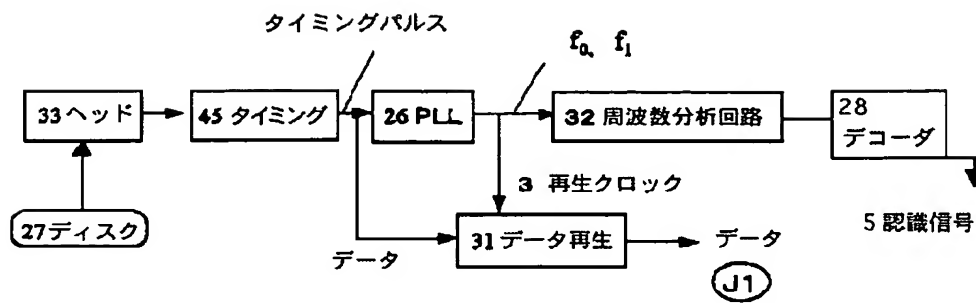 タイミングパルス
f₀、f₁
33ヘッド
45 タイミング
26 PLL
32 周波数分析回路
28
デコーダ
3 再生クロック
5 認識信号
27ディスク
データ
31データ再生
データ
J1